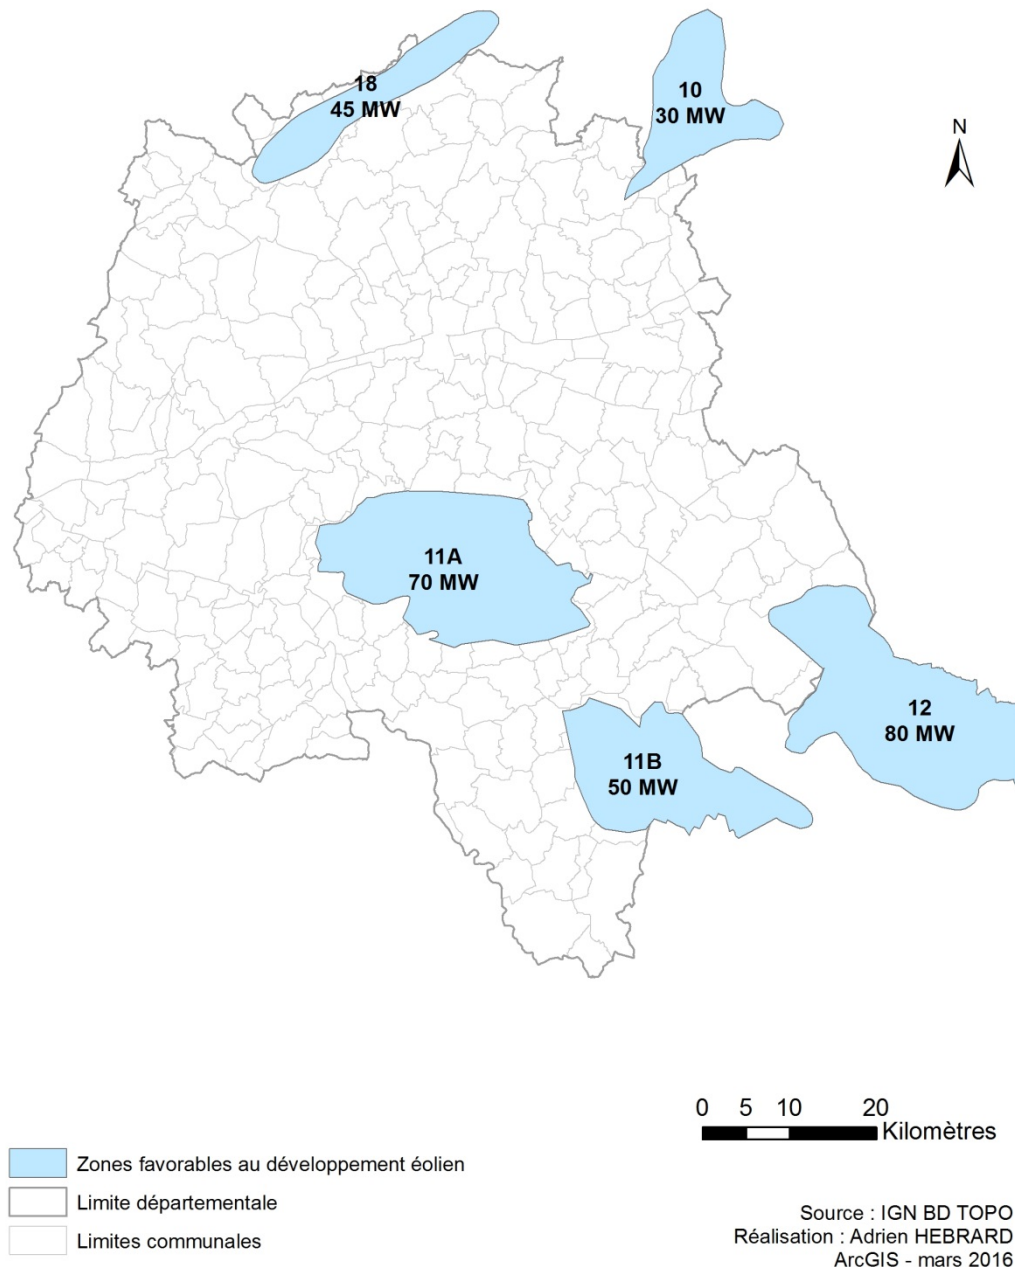 18
45 MW
10
30 MW
N
11A
70 MW
12
80 MW
11B
50 MW
0 5 10 20
Kilomètres
Zones favorables au développement éolien
Limite départementale
Limites communales
Source : IGN BD TOPO
Réalisation : Adrien HEBRARD
ArcGIS - mars 2016